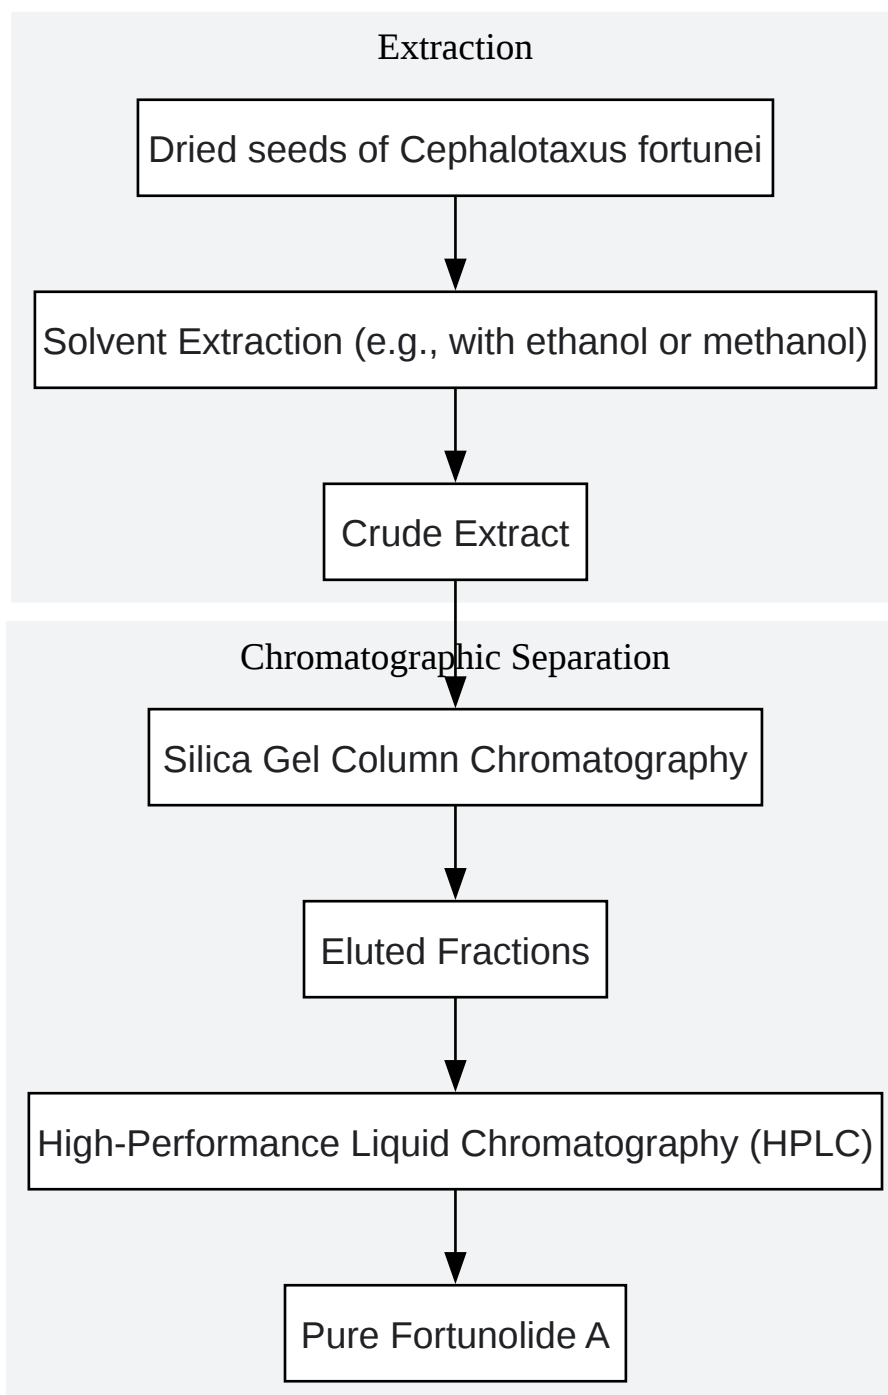 Extraction
Dried seeds of Cephalotaxus fortunei
Solvent Extraction (e.g., with ethanol or methanol)
Crude Extract
Chromatographic Separation
Silica Gel Column Chromatography
Eluted Fractions
High-Performance Liquid Chromatography (HPLC)
Pure Fortunolide A